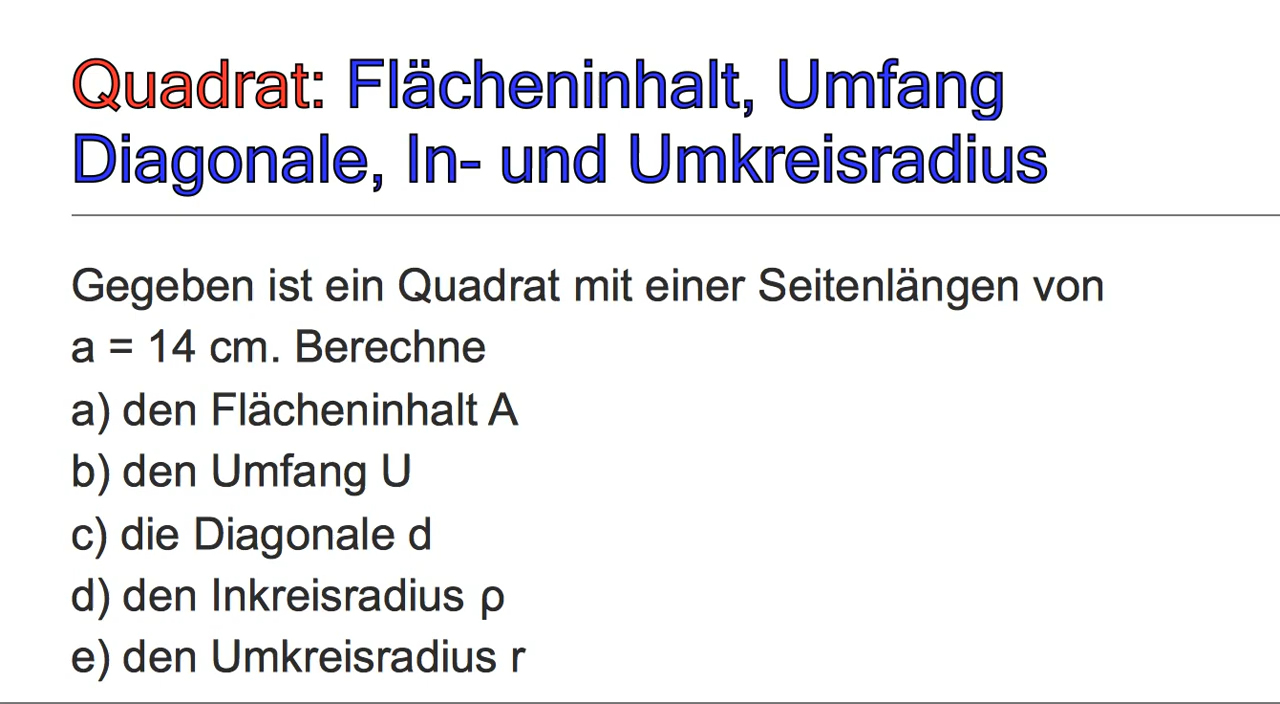 Quadrat: Flächeninhalt, Umfang
Diagonale, In- und Umkreisradius
Gegeben ist ein Quadrat mit einer Seitenlängen von
a = 14 cm. Berechne
a) den Flächeninhalt A
b) den Umfang U
c) die Diagonale d
d) den Inkreisradius ρ
e) den Umkreisradius r